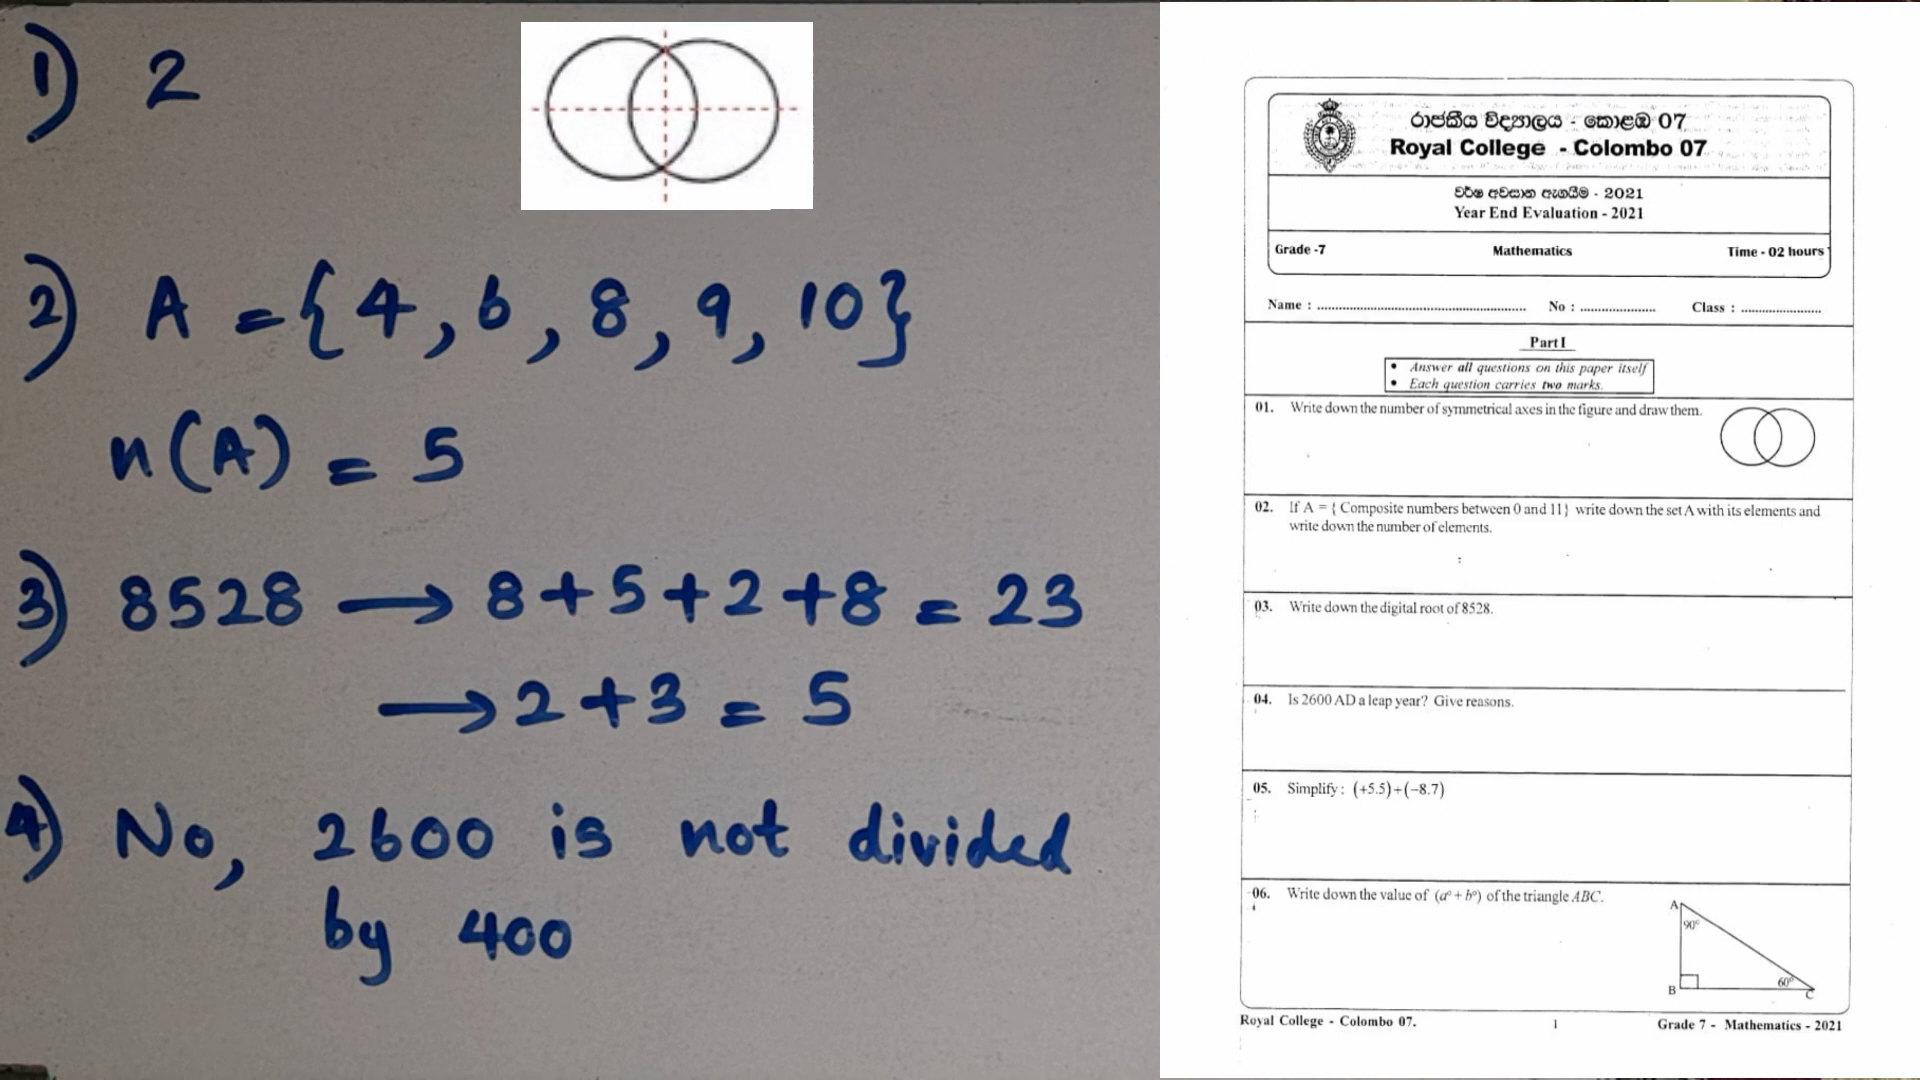 1) 2
2) A = {4, 6, 8, 9, 10}
n(A) = 5
3) 8528 → 8+5+2+8 = 23
→ 2+3 = 5
4) No, 2600 is not divided
by 400
රාජකීය විද්‍යාලය - කොළඹ 07
Royal College - Colombo 07
වර්ෂ අවසාන ඇගයීම - 2021
Year End Evaluation - 2021
Grade -7 Mathematics Time - 02 hours
Name : ........................................................ No : .................... Class : .....................
Part I
• Answer all questions on this paper itself
• Each question carries two marks.
01. Write down the number of symmetrical axes in the figure and draw them.
02. If A = { Composite numbers between 0 and 11} write down the set A with its elements and
write down the number of elements.
03. Write down the digital root of 8528.
04. Is 2600 AD a leap year? Give reasons.
05. Simplify : (+5.5)+(−8.7)
06. Write down the value of (a° + b°) of the triangle ABC.
A
90°
60°
B
C
Royal College - Colombo 07. 1 Grade 7 - Mathematics - 2021